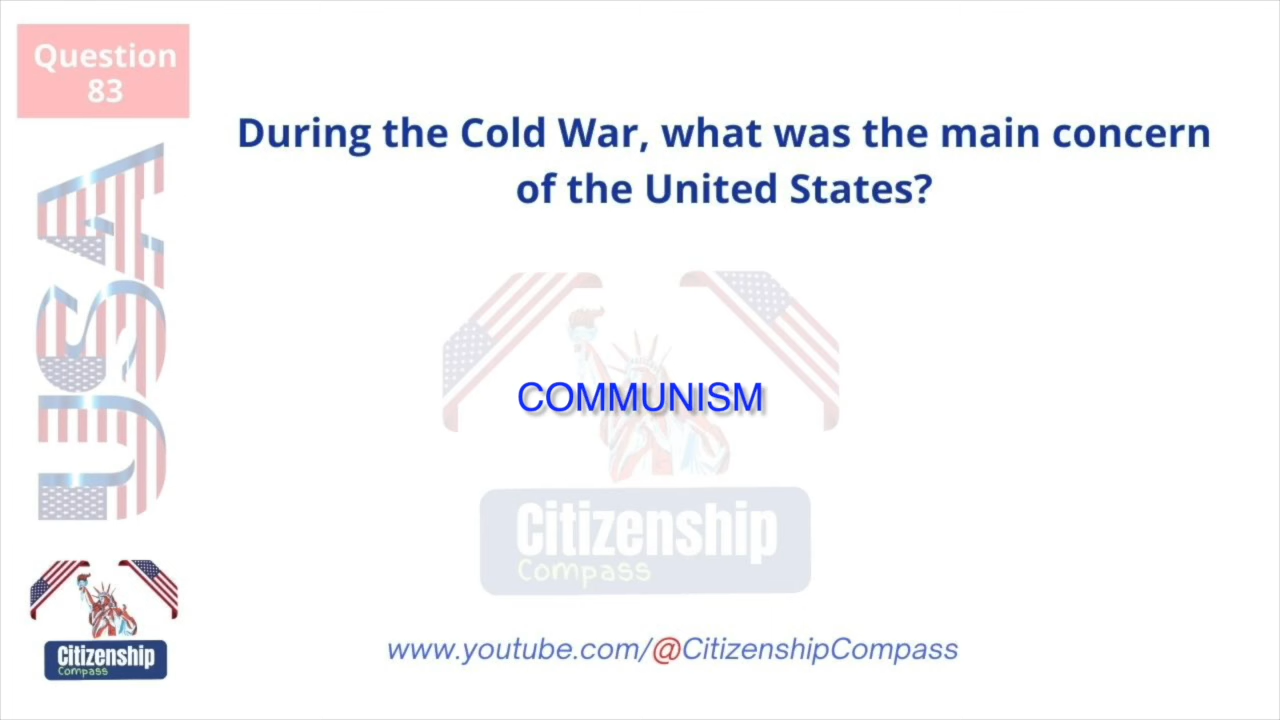 Question
83
During the Cold War, what was the main concern
of the United States?
USA
COMMUNISM
Citizenship
Compass
Citizenship
Compass
www.youtube.com/@CitizenshipCompass